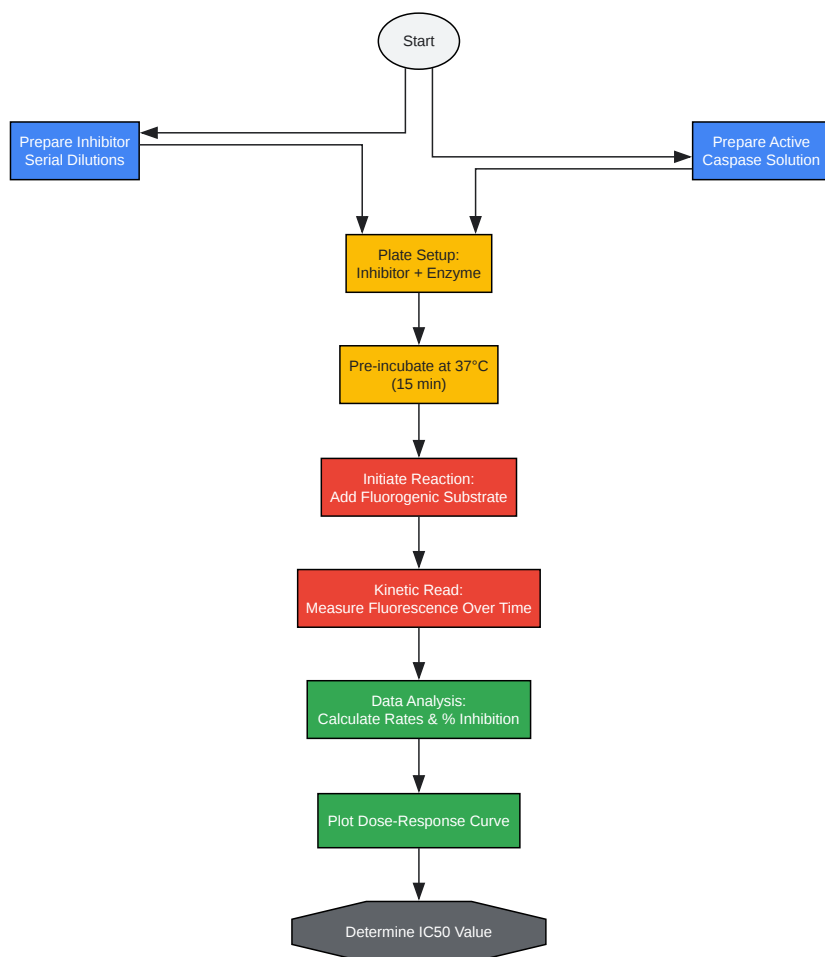 Start
Prepare Inhibitor
Serial Dilutions
Prepare Active
Caspase Solution
Plate Setup:
Inhibitor + Enzyme
Pre-incubate at 37°C
(15 min)
Initiate Reaction:
Add Fluorogenic Substrate
Kinetic Read:
Measure Fluorescence Over Time
Data Analysis:
Calculate Rates & % Inhibition
Plot Dose-Response Curve
Determine IC50 Value